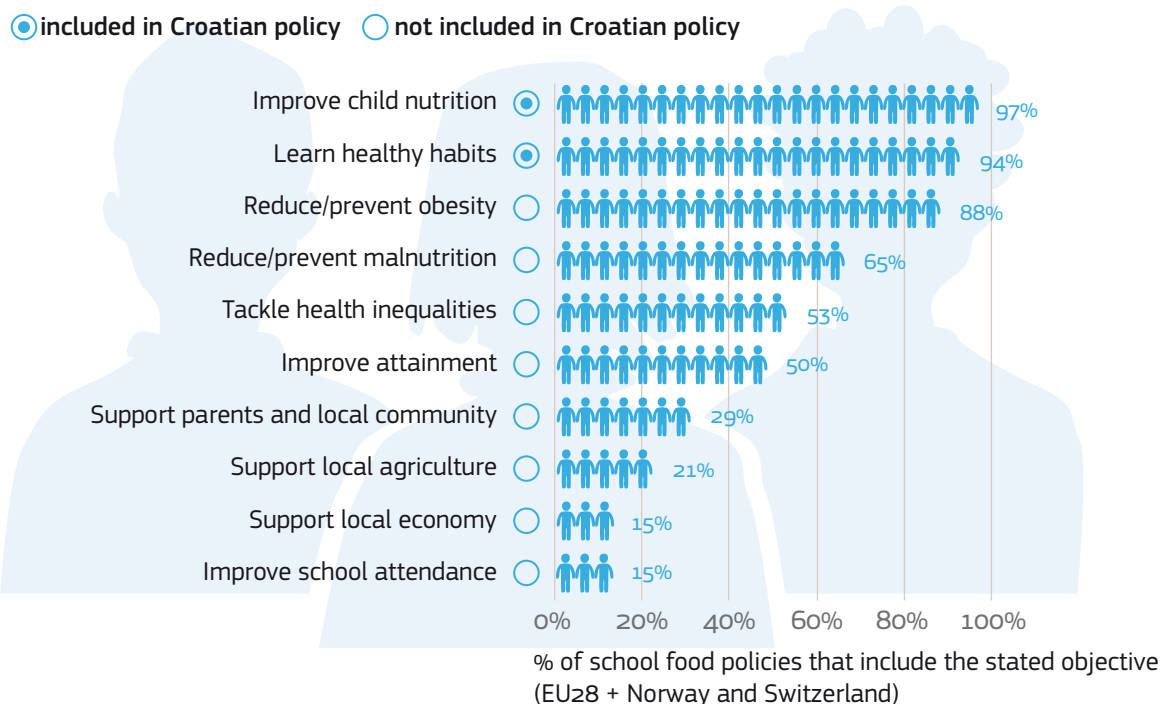 included in Croatian policy not included in Croatian policy
Improve child nutrition 97%
Learn healthy habits 94%
Reduce/prevent obesity 88%
Reduce/prevent malnutrition 65%
Tackle health inequalities 53%
Improve attainment 50%
Support parents and local community 29%
Support local agriculture 21%
Support local economy 15%
Improve school attendance 15%
0% 20% 40% 60% 80% 100%
% of school food policies that include the stated objective
(EU28 + Norway and Switzerland)